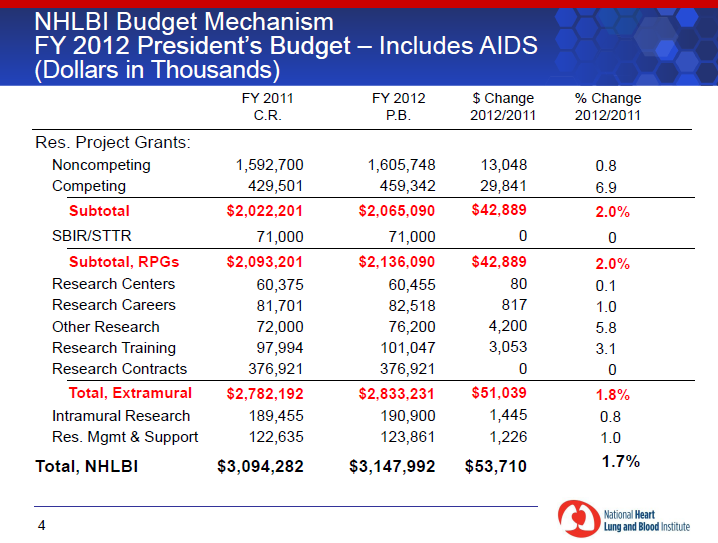 NHLBI Budget Mechanism
FY 2012 President's Budget – Includes AIDS
(Dollars in Thousands)
FY 2011 FY 2012 $ Change % Change
C.R. P.B. 2012/2011 2012/2011
Res. Project Grants:
Noncompeting 1,592,700 1,605,748 13,048 0.8
Competing 429,501 459,342 29,841 6.9
Subtotal $2,022,201 $2,065,090 $42,889 2.0%
SBIR/STTR 71,000 71,000 0 0
Subtotal, RPGs $2,093,201 $2,136,090 $42,889 2.0%
Research Centers 60,375 60,455 80 0.1
Research Careers 81,701 82,518 817 1.0
Other Research 72,000 76,200 4,200 5.8
Research Training 97,994 101,047 3,053 3.1
Research Contracts 376,921 376,921 0 0
Total, Extramural $2,782,192 $2,833,231 $51,039 1.8%
Intramural Research 189,455 190,900 1,445 0.8
Res. Mgmt & Support 122,635 123,861 1,226 1.0
Total, NHLBI $3,094,282 $3,147,992 $53,710 1.7%
4
National Heart
Lung and Blood Institute